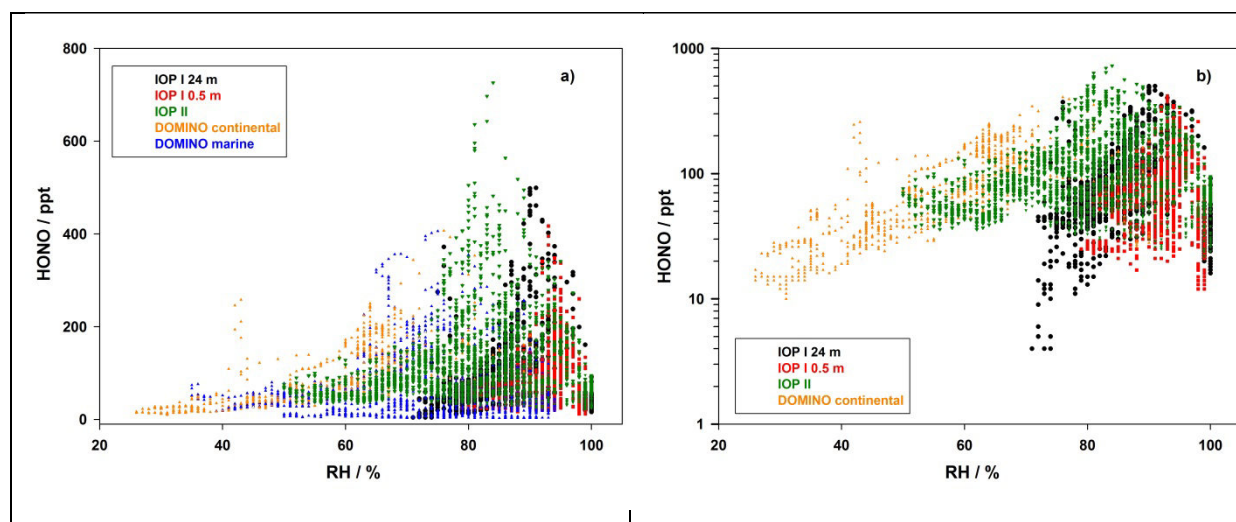 800
600
400
200
0
HONO / ppt
IOP I 24 m
IOP I 0.5 m
IOP II
DOMINO continental
DOMINO marine
a)
20 40 60 80 100
RH / %
1000
100
10
1
HONO / ppt
b)
IOP I 24 m
IOP I 0.5 m
IOP II
DOMINO continental
20 40 60 80 100
RH / %